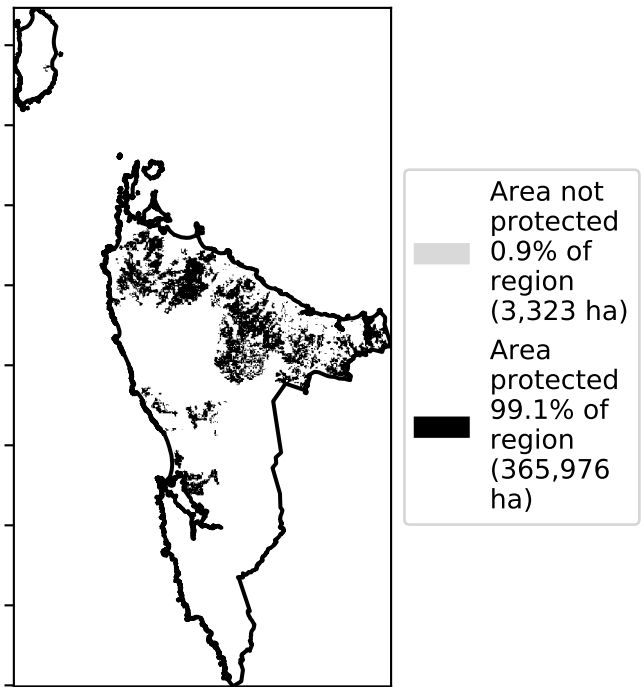 Area not
protected
0.9% of
region
(3,323 ha)
Area
protected
99.1% of
region
(365,976
ha)